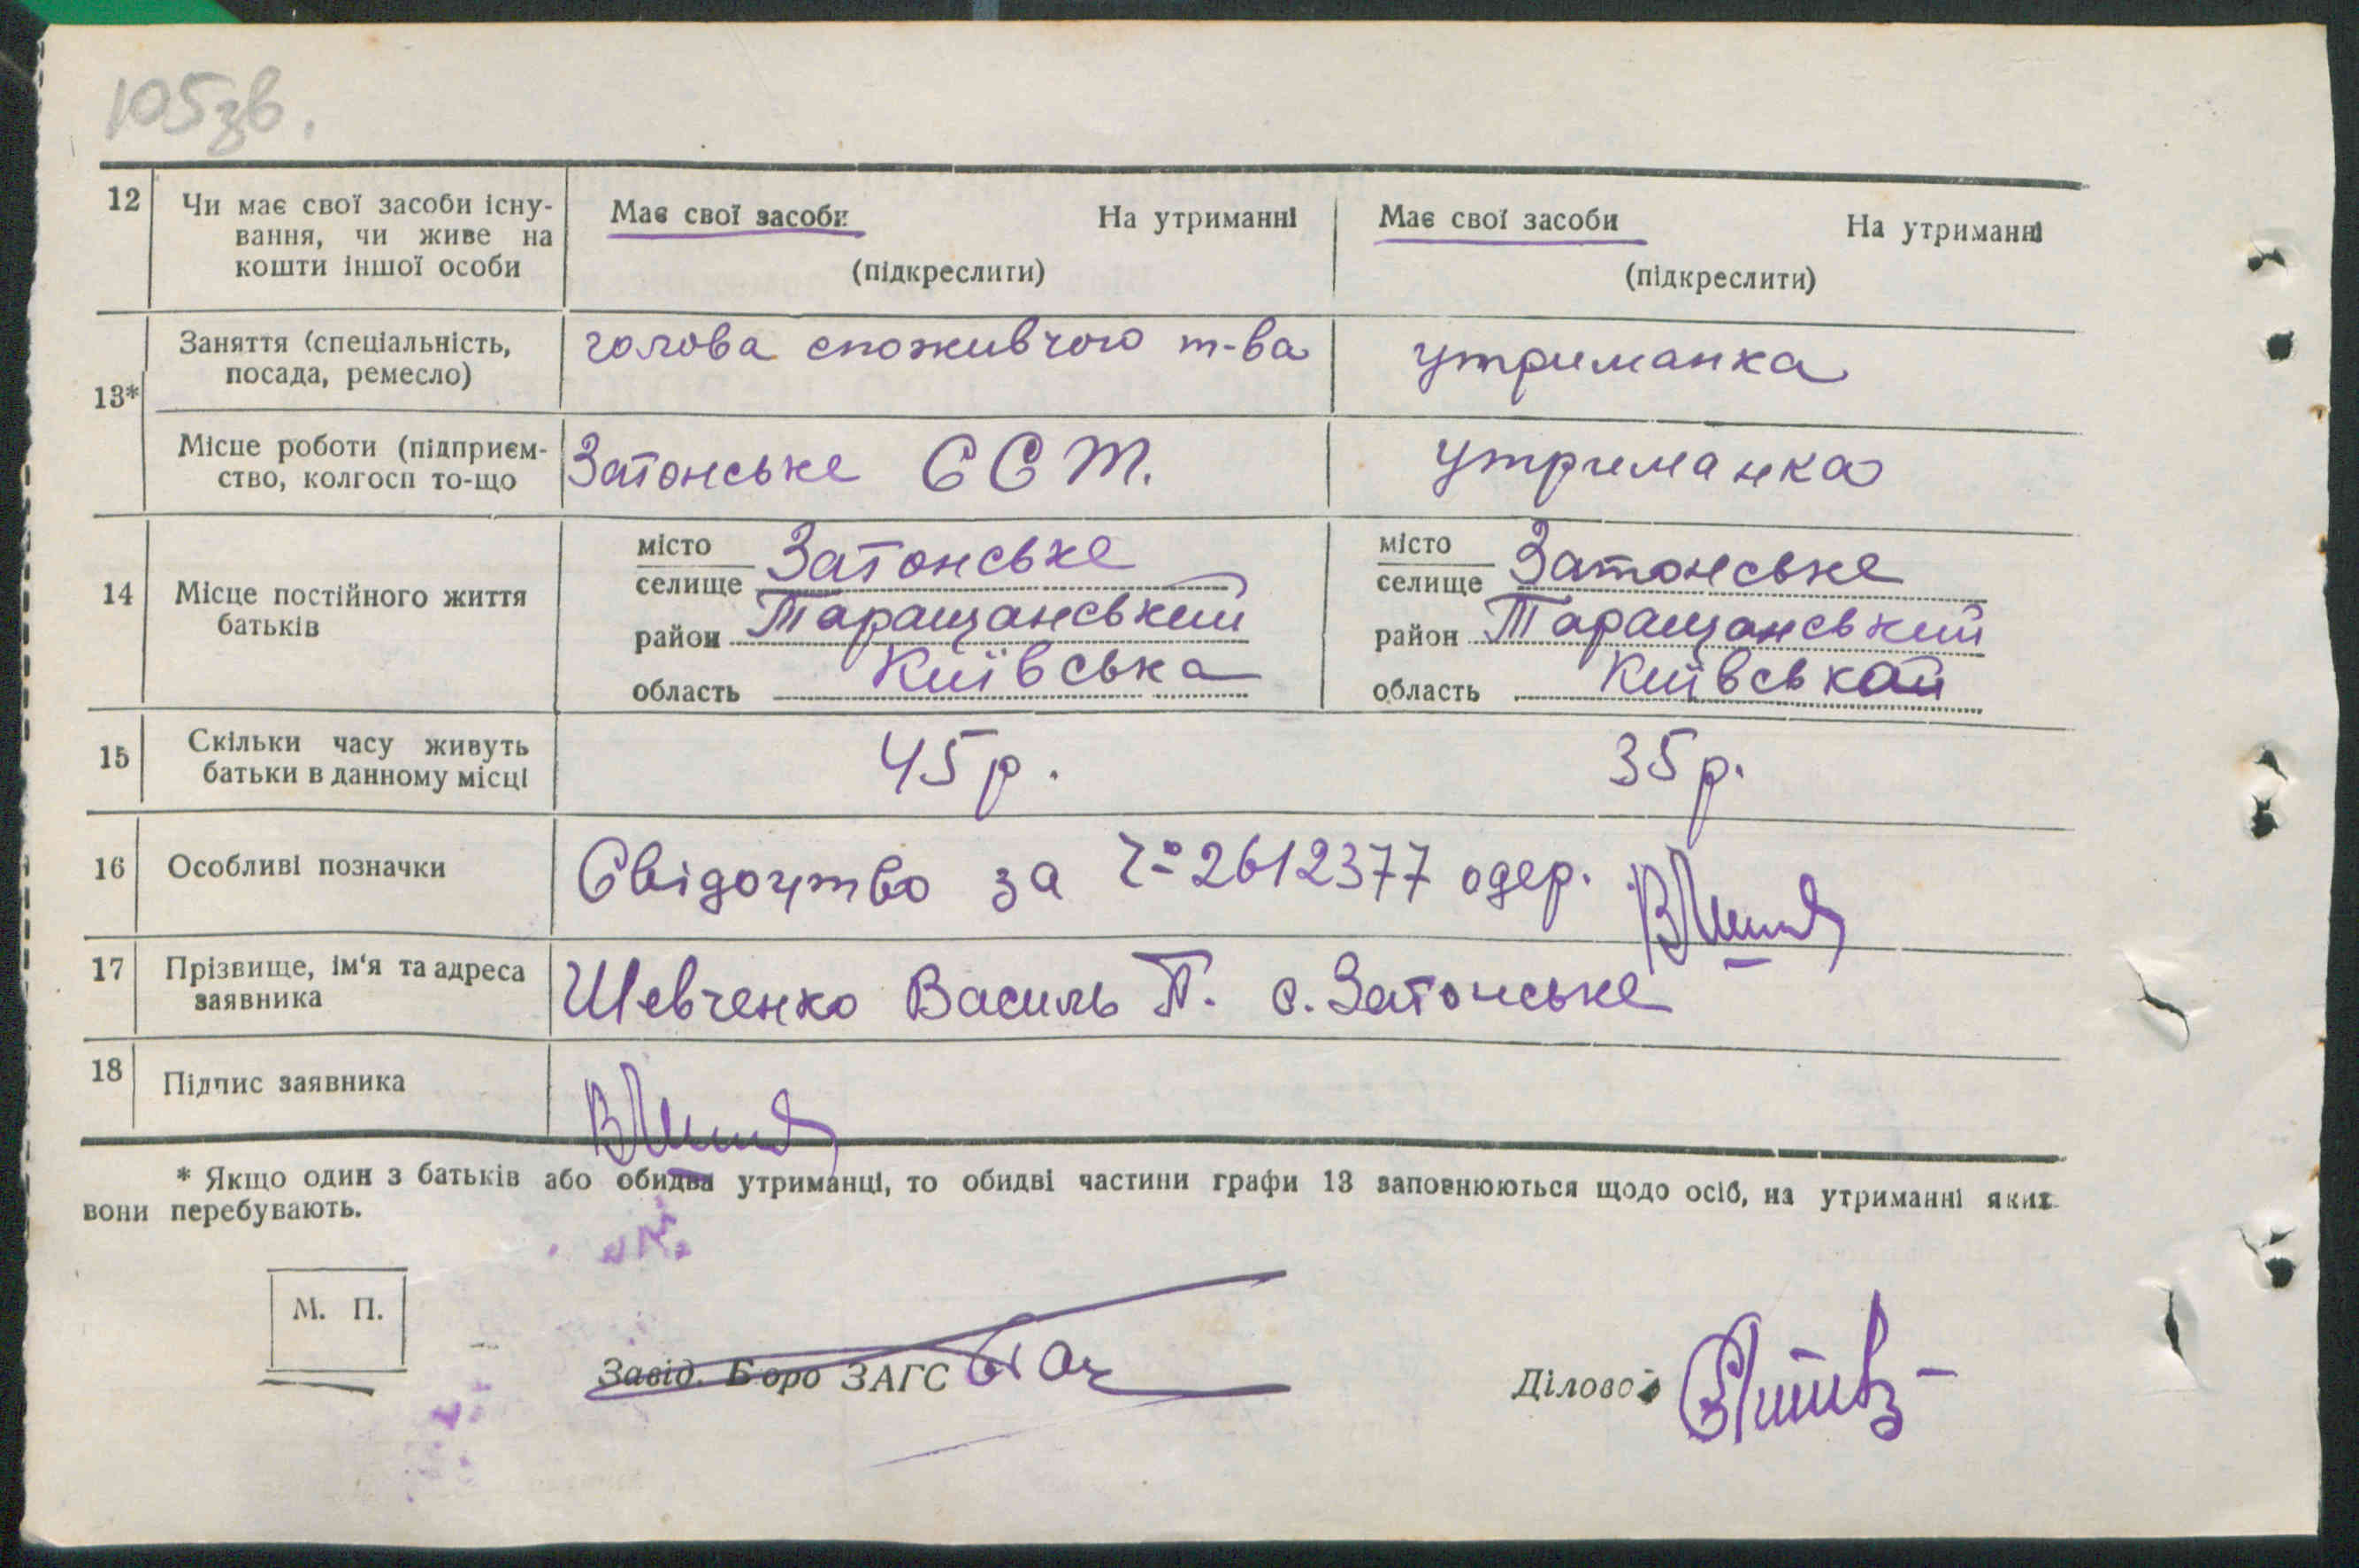 105зв.
12 Чи має свої засоби існу- Має свої засоби На утриманні Має свої засоби На утриманні
вання, чи живе на
кошти іншої особи (підкреслити) (підкреслити)
13* Заняття (спеціальність, голова споживчого т-ва утриманка
посада, ремесло)
Місце роботи (підприєм- Затонське ССТ. утриманка
ство, колгосп то-що
14 Місце постійного життя батьків
місто Затонське місто Затонське
селище селище
район Таращанський район Таращанський
область Київська область Київськой
15 Скільки часу живуть 45 р. 35 р.
батьки в данному місці
16 Особливі позначки Свідоцтво за № 2612377 одер.
17 Прізвище, ім'я та адреса Шевченко Василь П. с. Затонське
заявника
18 Підпис заявника
* Якщо один з батьків або обидва утриманці, то обидві частини графи 13 заповнюються щодо осіб, на утриманні яких
вони перебувають.
М. П.
Завід. Бюро ЗАГС Діловод